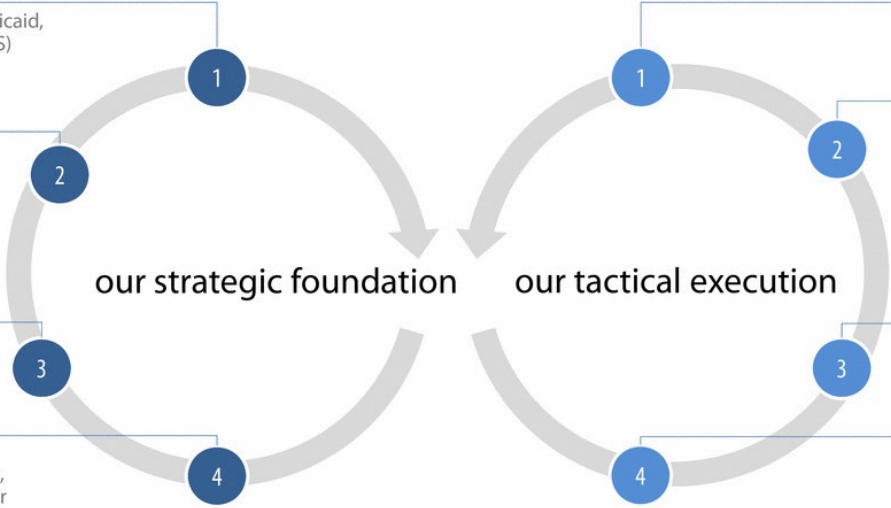 icaid,
S)
1
2
our strategic foundation
3
4
,
r
1
2
our tactical execution
3
4